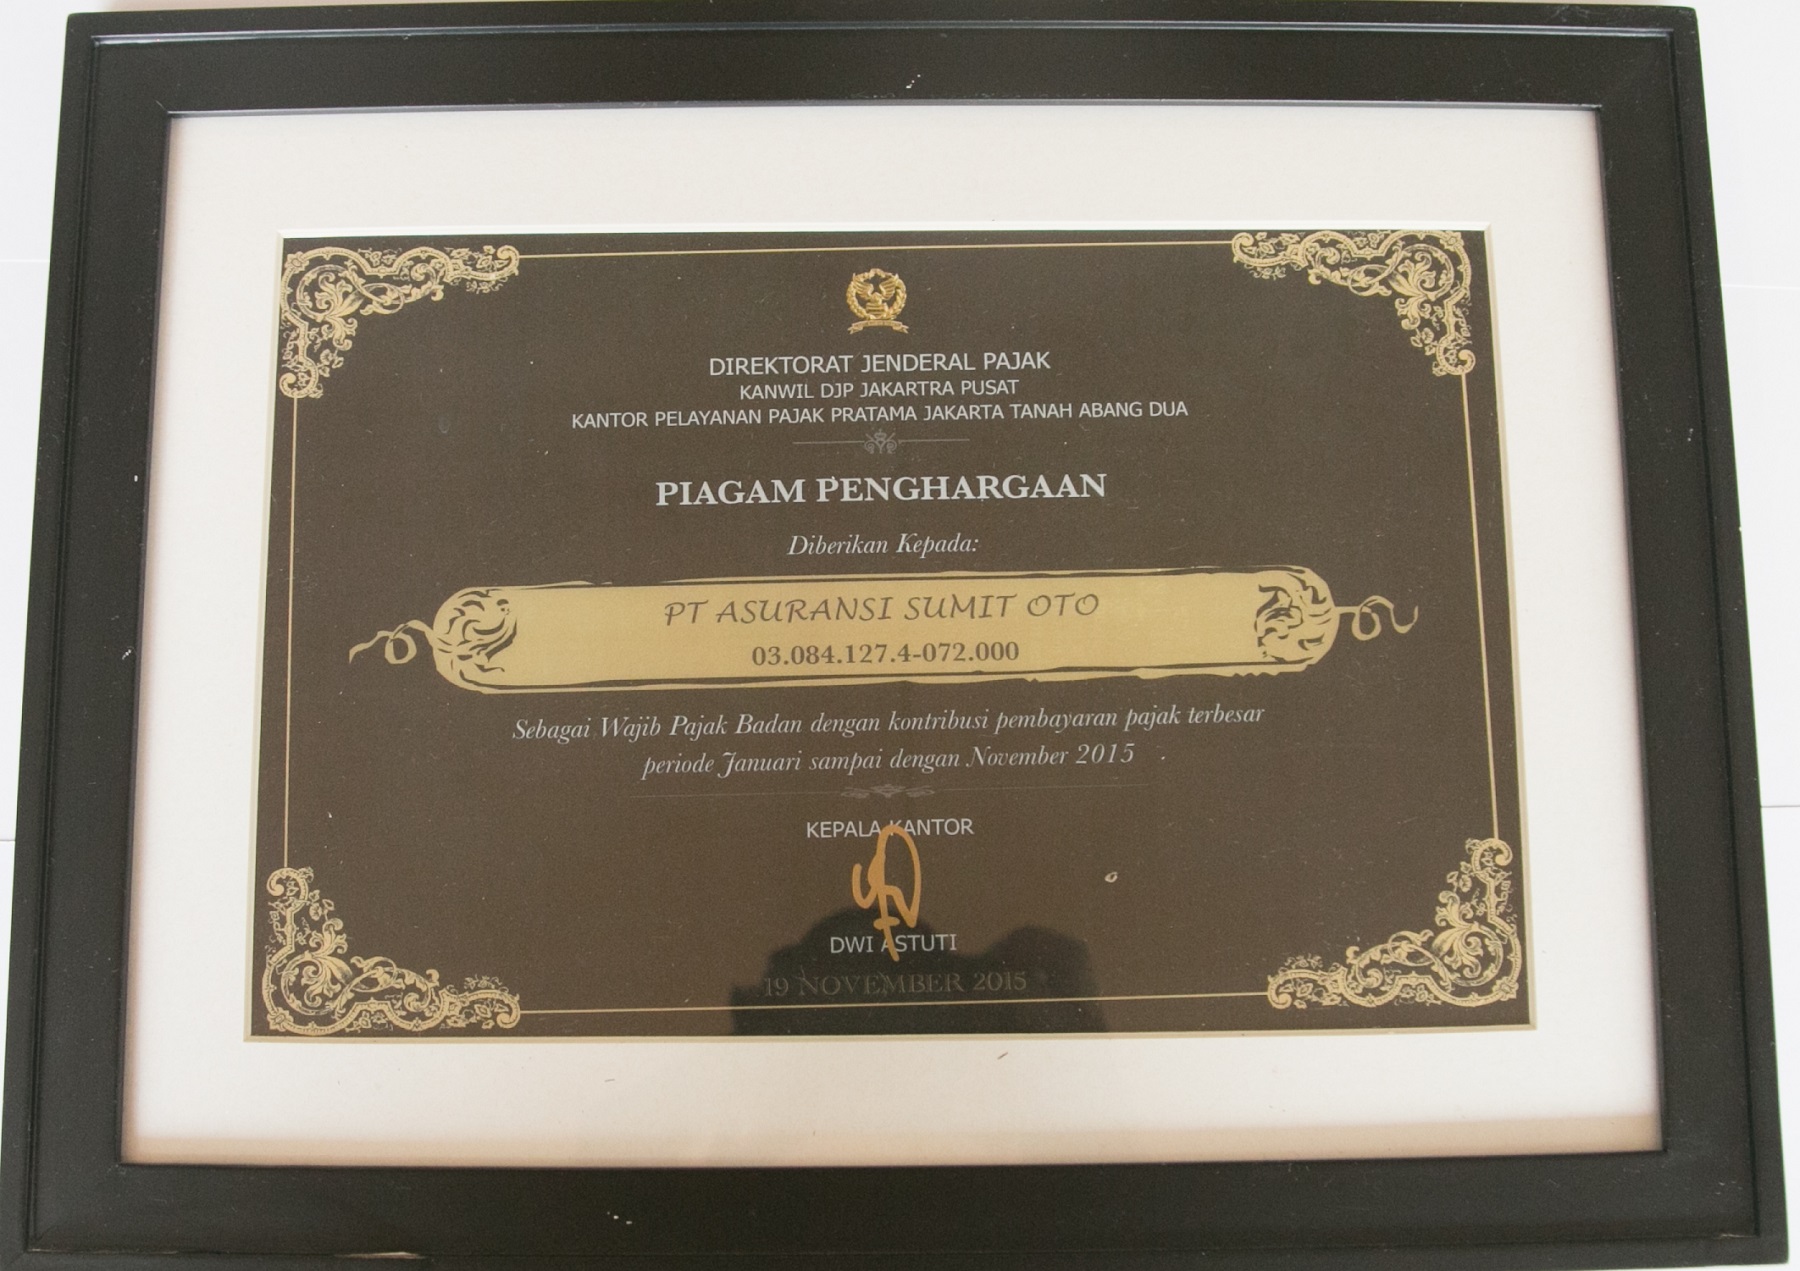 DIREKTORAT JENDERAL PAJAK
KANWIL DJP JAKARTRA PUSAT
KANTOR PELAYANAN PAJAK PRATAMA JAKARTA TANAH ABANG DUA
PIAGAM PENGHARGAAN
Diberikan Kepada:
PT ASURANSI SUMIT OTO
03.084.127.4-072.000
Sebagai Wajib Pajak Badan dengan kontribusi pembayaran pajak terbesar
periode Januari sampai dengan November 2015 .
KEPALA KANTOR
DWI ASTUTI
19 NOVEMBER 2015